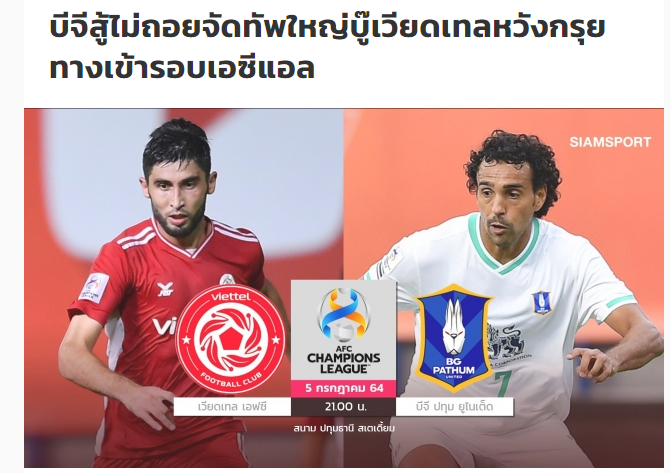 บีจีสู้ไม่ถอยจัดทัพใหญ่บู๊เวียดเทลหวังกรุย
ทางเข้ารอบเอซีแอล
SIAMSPORT
viettel
FOOTBALL CLUB
AFC
CHAMPIONS
LEAGUE
BG
PATHUM
UNITED
5 กรกฎาคม 64
7
เวียดเทล เอฟซี
21.00 น.
บีจี ปทุม ยูไนเต็ด
สนาม ปทุมธานี สเตเดี้ยม